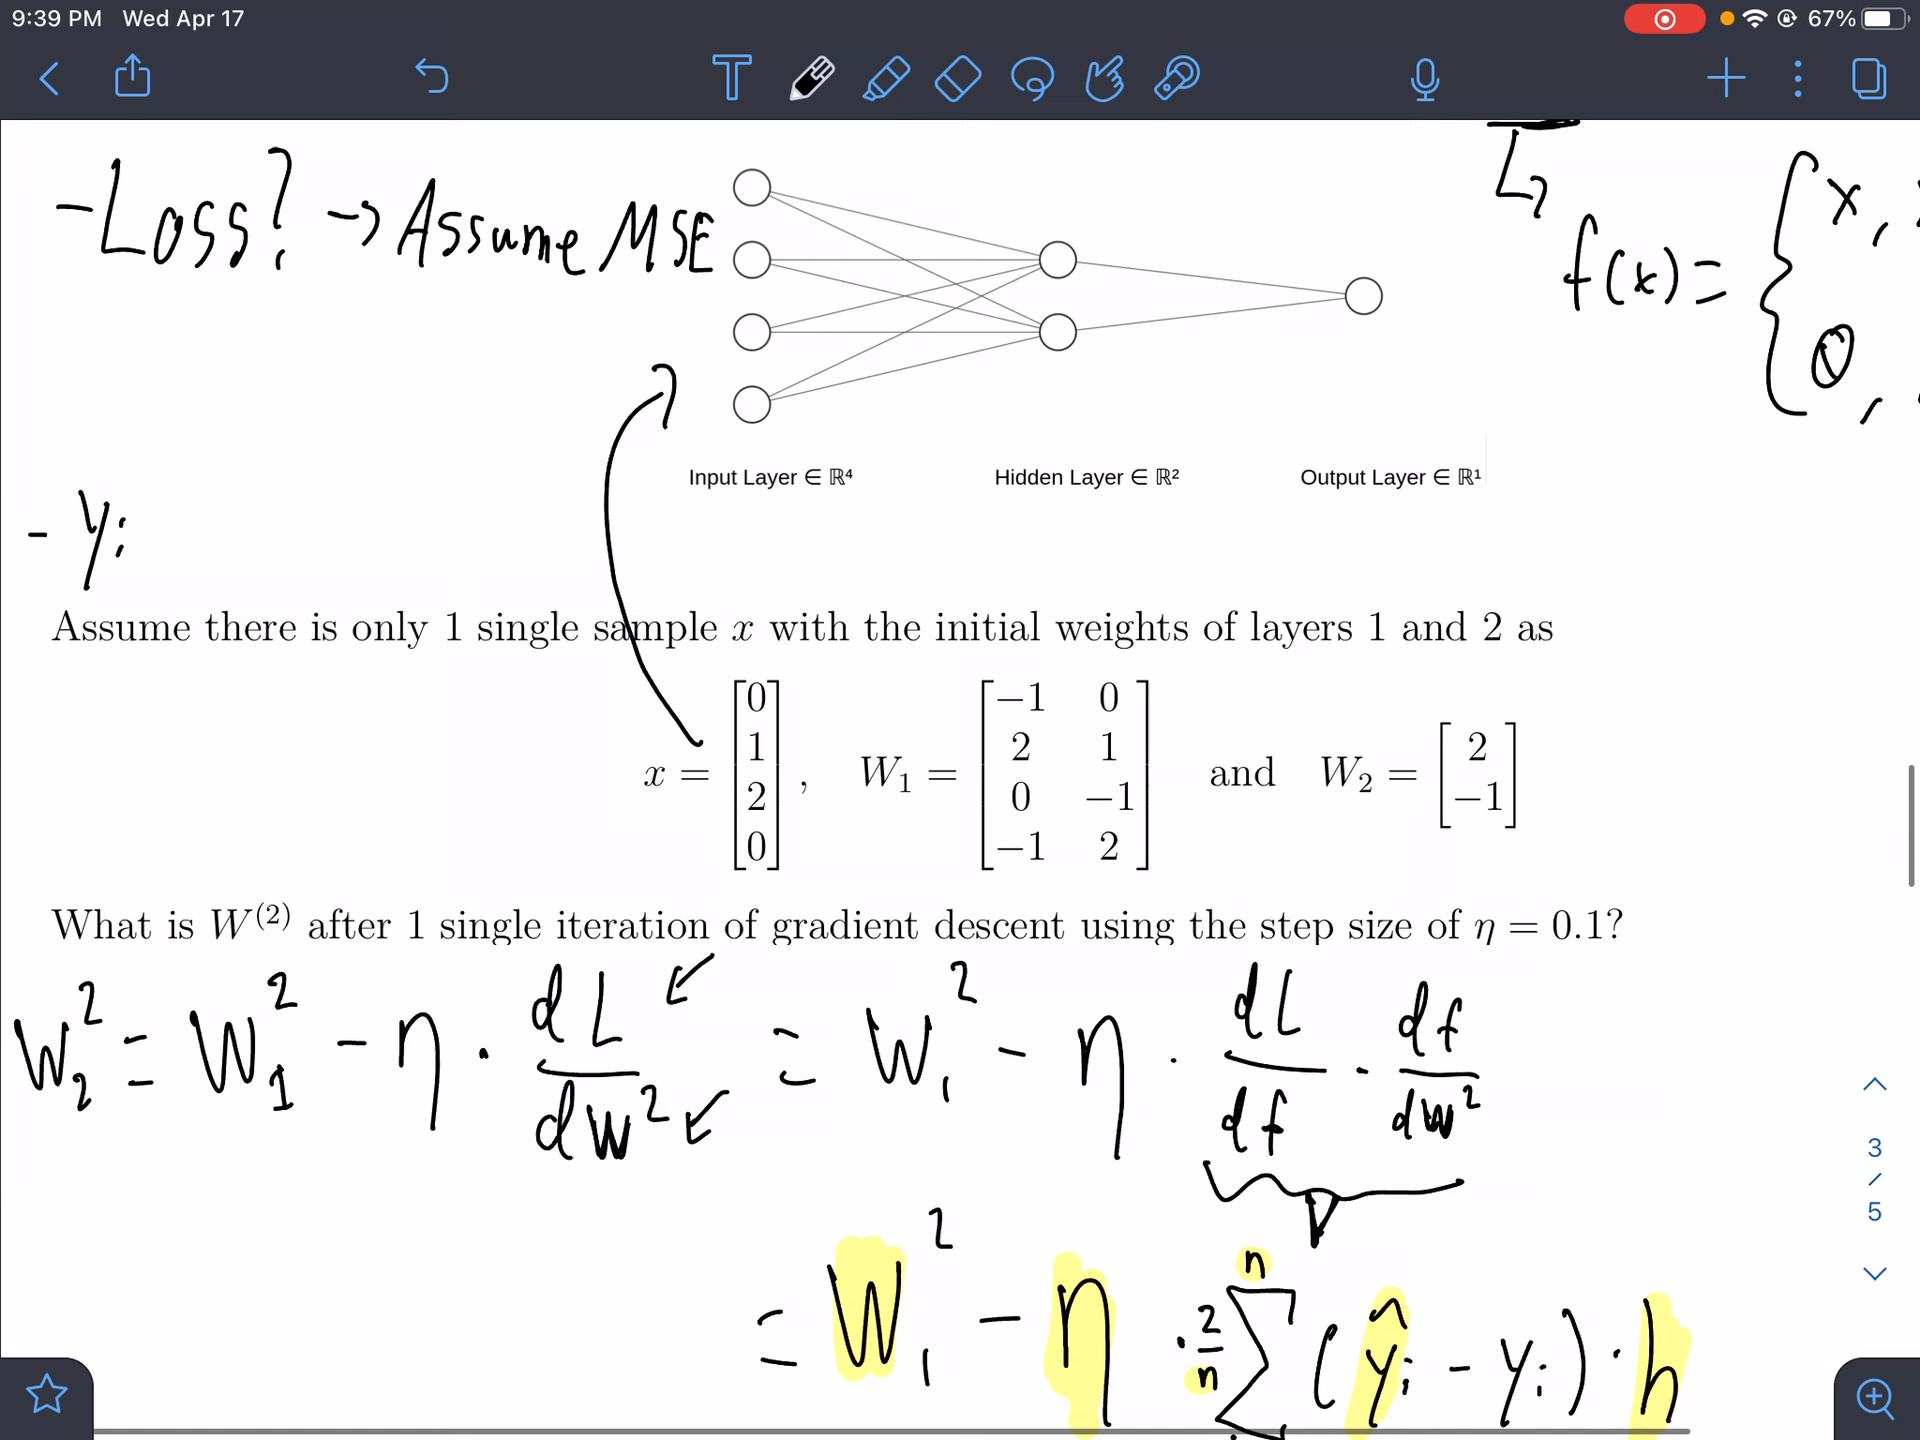 9:39 PM Wed Apr 17
67%
-Loss? -> Assume MSE
f(x) = { x,
0,
Input Layer ∈ ℝ⁴
Hidden Layer ∈ ℝ²
Output Layer ∈ ℝ¹
- yi
Assume there is only 1 single sample x with the initial weights of layers 1 and 2 as
x = [0 1 2 0], W₁ = [−1 0 2 1 0 −1 −1 2] and W₂ = [2 −1]
What is W⁽²⁾ after 1 single iteration of gradient descent using the step size of η = 0.1?
W₂² = W₁² - η · dL/dW² = W₁² - η · dL/df · df/dW²
= W₁² - η · 2/n Σ n (ŷi - yi) · h
3
/
5